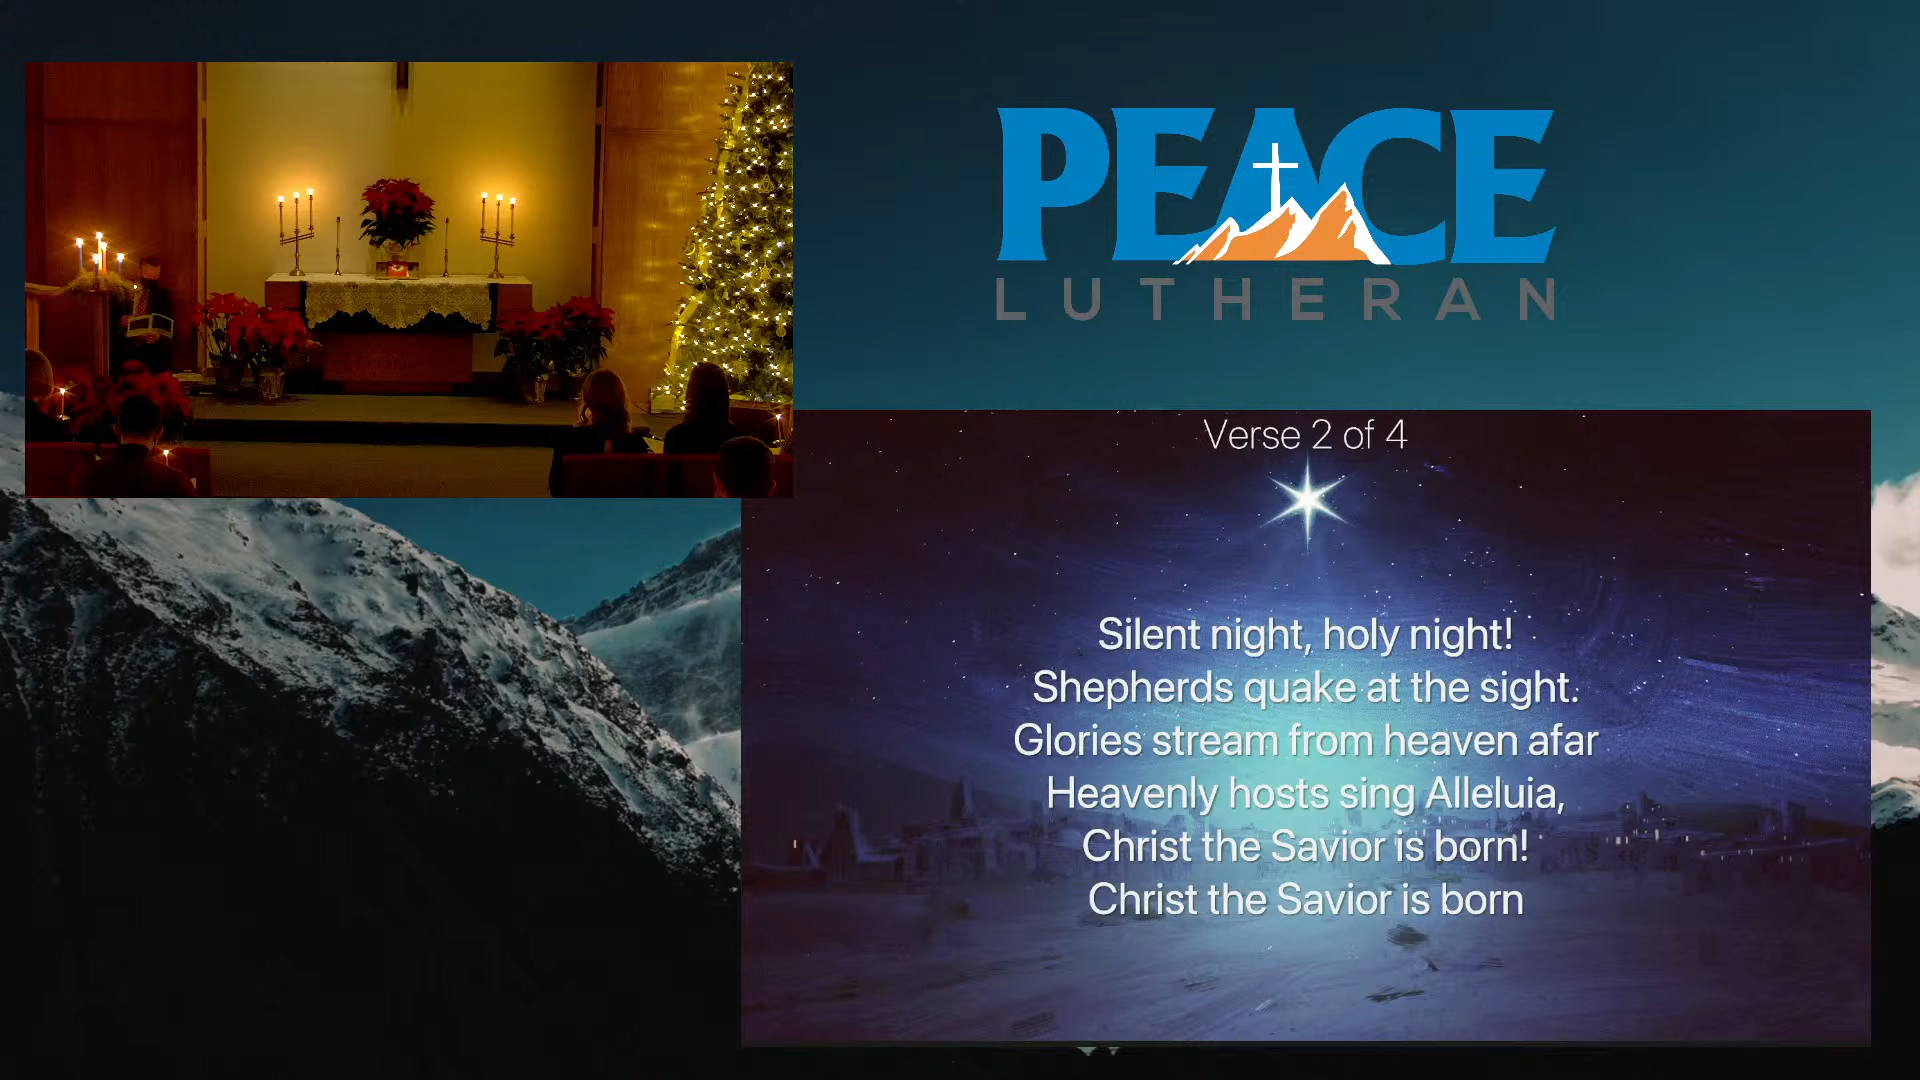 PEACE
LUTHERAN
Verse 2 of 4
Silent night, holy night!
Shepherds quake at the sight.
Glories stream from heaven afar
Heavenly hosts sing Alleluia,
Christ the Savior is born!
Christ the Savior is born